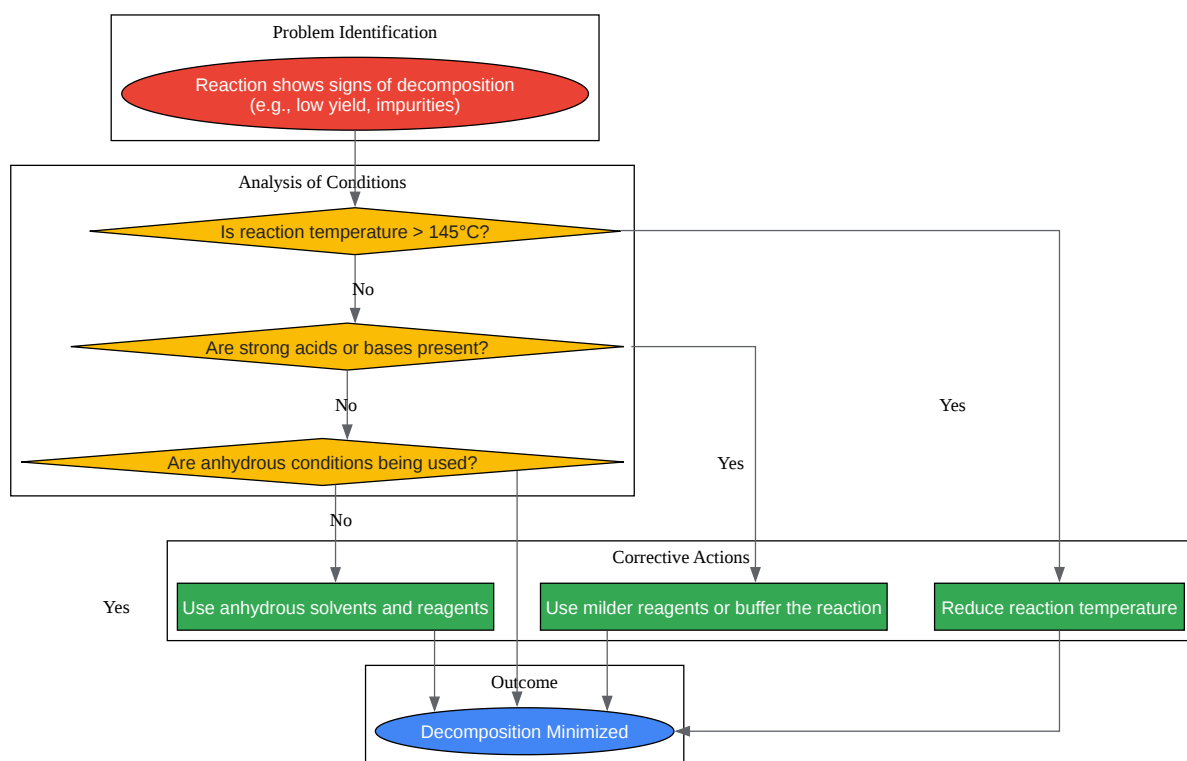 Problem Identification
Reaction shows signs of decomposition
(e.g., low yield, impurities)
Analysis of Conditions
Is reaction temperature > 145°C?
No
Are strong acids or bases present?
No
Yes
Are anhydrous conditions being used?
Yes
No
Corrective Actions
Yes
Use anhydrous solvents and reagents
Use milder reagents or buffer the reaction
Reduce reaction temperature
Outcome
Decomposition Minimized